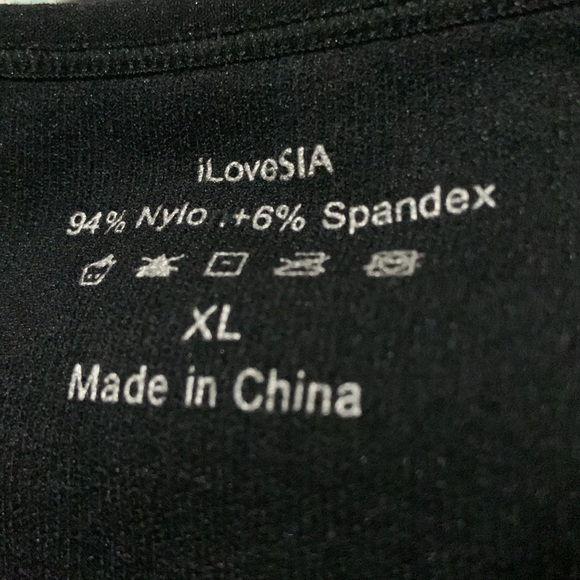 iLoveSIA
94% Nylo .+6% Spandex
XL
Made in China